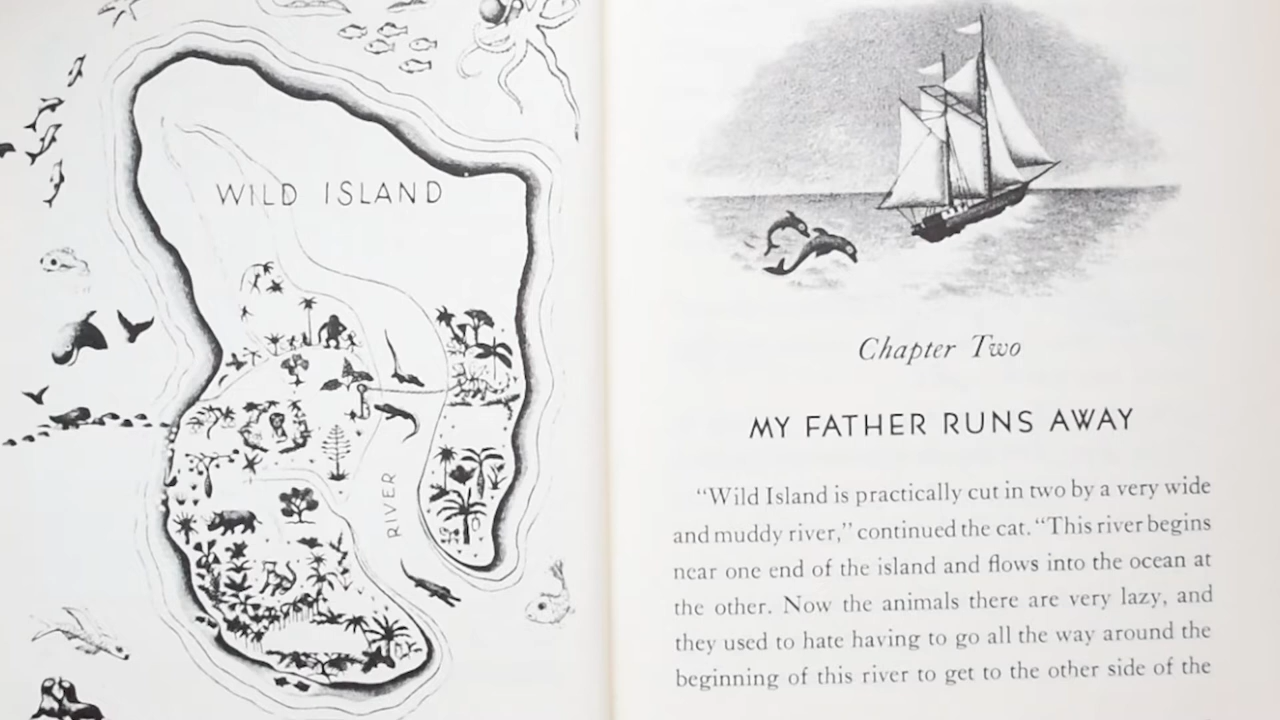 WILD ISLAND
RIVER
Chapter Two
MY FATHER RUNS AWAY
“Wild Island is practically cut in two by a very wide
and muddy river,” continued the cat. “This river begins
near one end of the island and flows into the ocean at
the other. Now the animals there are very lazy, and
they used to hate having to go all the way around the
beginning of this river to get to the other side of the